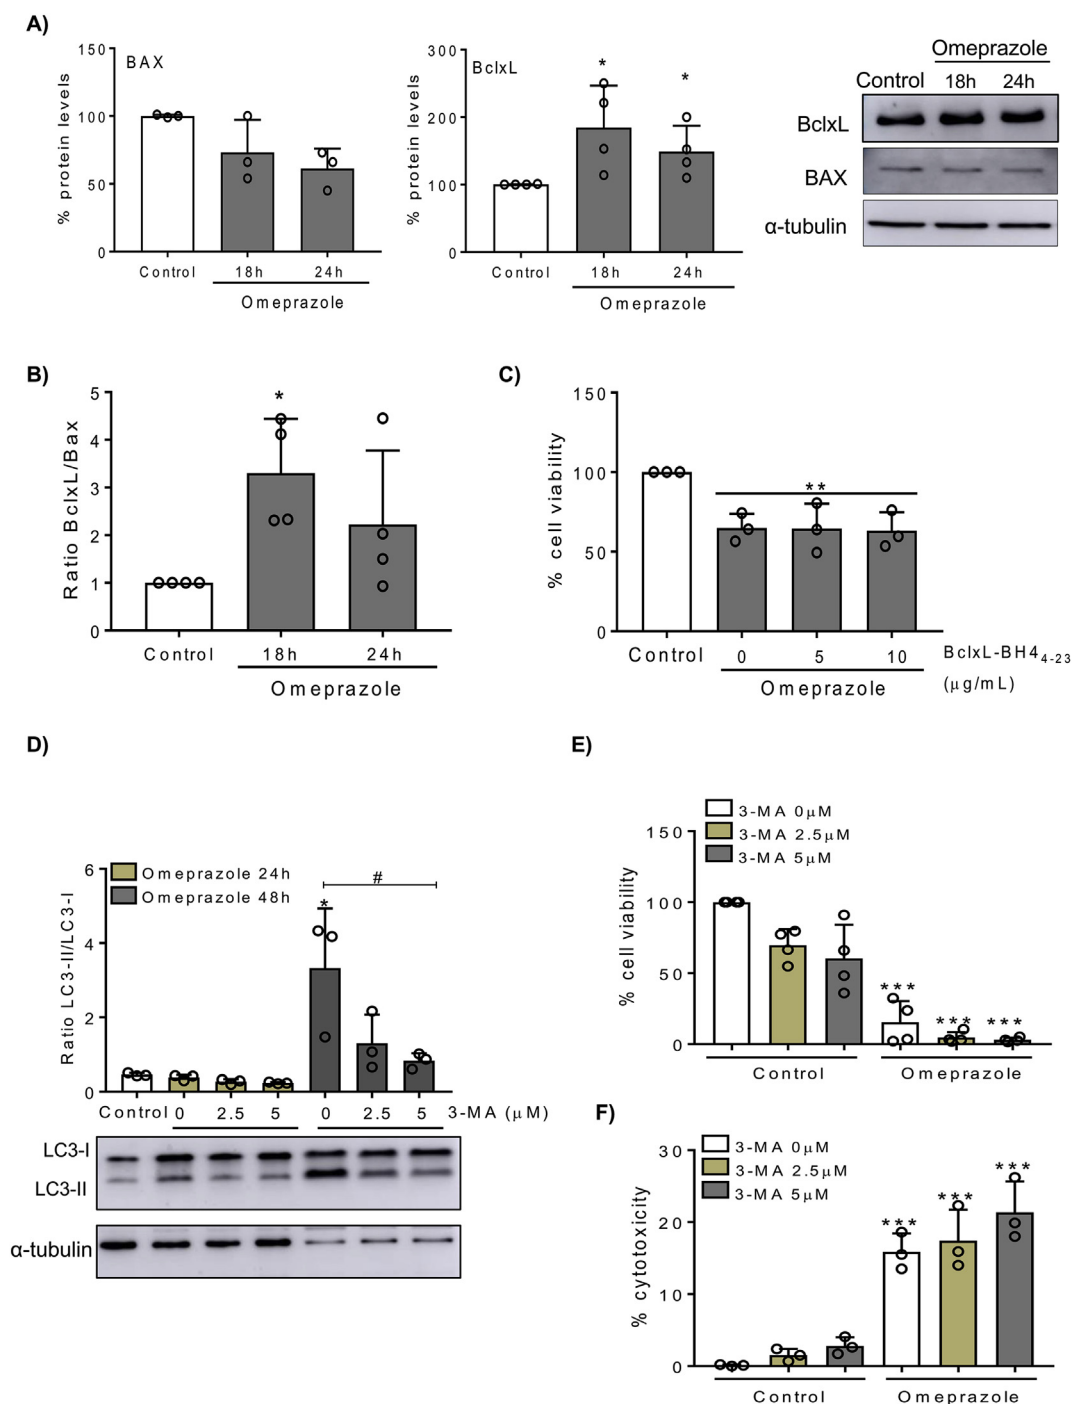 A)
BAX
% protein levels
150
100
50
0
Control 18h 24h
Omeprazole
BclxL
% protein levels
300
200
100
0
* *
Control 18h 24h
Omeprazole
Omeprazole
Control 18h 24h
BclxL
BAX
α-tubulin
B)
Ratio BclxL/Bax
5
4
3
2
1
0
*
Control 18h 24h
Omeprazole
C)
% cell viability
150
100
50
0
**
Control 0 5 10 BclxL-BH4 4-23
Omeprazole (μg/mL)
D)
Omeprazole 24h
Omeprazole 48h
Ratio LC3-II/LC3-I
6
4
2
0
#
*
Control 0 2.5 5 0 2.5 5 3-MA (μM)
LC3-I
LC3-II
α-tubulin
E)
3-MA 0μM
3-MA 2.5μM
3-MA 5μM
% cell viability
150
100
50
0
*** *** ***
Control Omeprazole
F)
3-MA 0μM
3-MA 2.5μM
3-MA 5μM
% cytotoxicity
30
20
10
0
*** *** ***
Control Omeprazole